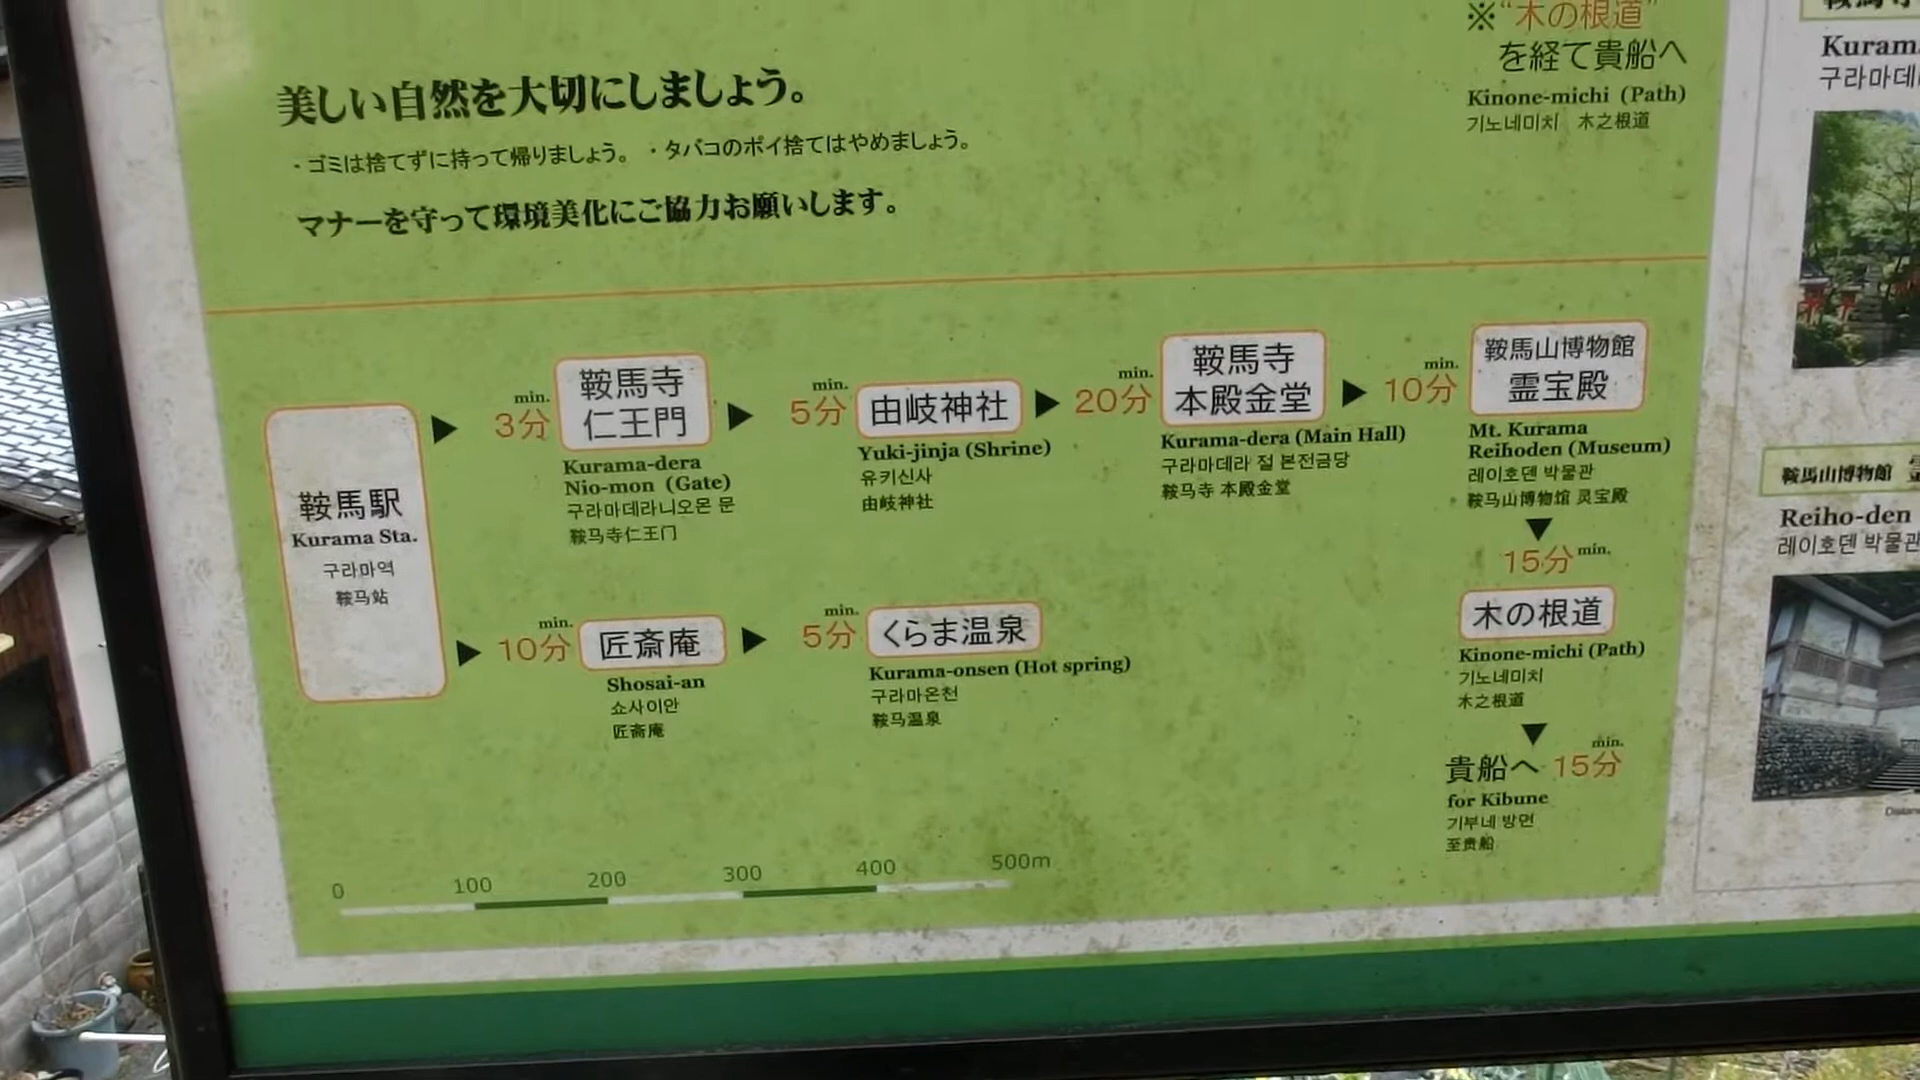 ※“木の根道”
を経て貴船へ
Kinone-michi (Path)
기노네미치 木之根道
美しい自然を大切にしましょう。
・ゴミは捨てずに持って帰りましょう。 ・タバコのポイ捨てはやめましょう。
マナーを守って環境美化にご協力お願いします。
鞍馬駅
Kurama Sta.
구라마역
鞍马站
min.
3分
鞍馬寺
仁王門
Kurama-dera
Nio-mon (Gate)
구라마데라니오몬 문
鞍马寺仁王门
min.
5分
由岐神社
Yuki-jinja (Shrine)
유키신사
由岐神社
min.
20分
鞍馬寺
本殿金堂
Kurama-dera (Main Hall)
구라마데라 절 본전금당
鞍马寺 本殿金堂
min.
10分
鞍馬山博物館
霊宝殿
Mt. Kurama
Reihoden (Museum)
레이호덴 박물관
鞍马山博物馆 灵宝殿
15分 min.
木の根道
Kinone-michi (Path)
기노네미치
木之根道
min.
貴船へ 15分
for Kibune
기부네 방면
至贵船
min.
10分
匠斎庵
Shosai-an
쇼사이안
匠斋庵
min.
5分
くらま温泉
Kurama-onsen (Hot spring)
구라마온천
鞍马温泉
0 100 200 300 400 500m
구라마데
鞍馬山博物館
Reiho-den
레이호덴 박물관